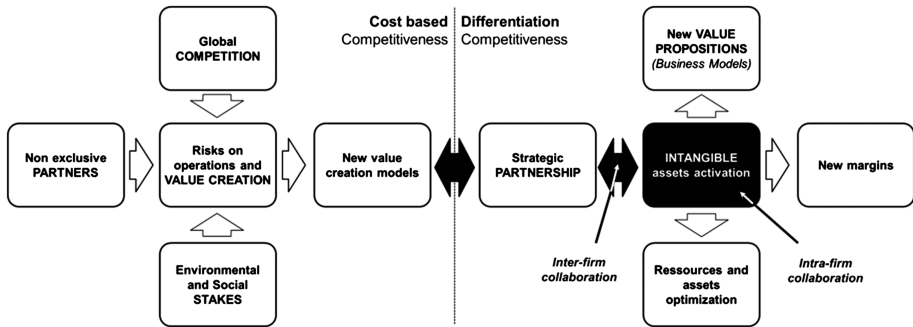 Cost based
Competitiveness
Differentiation
Competitiveness
Global
COMPETITION
New VALUE
PROPOSITIONS
(Business Models)
Non exclusive
PARTNERS
Risks on
operations and
VALUE CREATION
New value
creation models
Strategic
PARTNERSHIP
INTANGIBLE
assets activation
New margins
Environmental
and Social
STAKES
Inter-firm
collaboration
Ressources and
assets
optimization
Intra-firm
collaboration